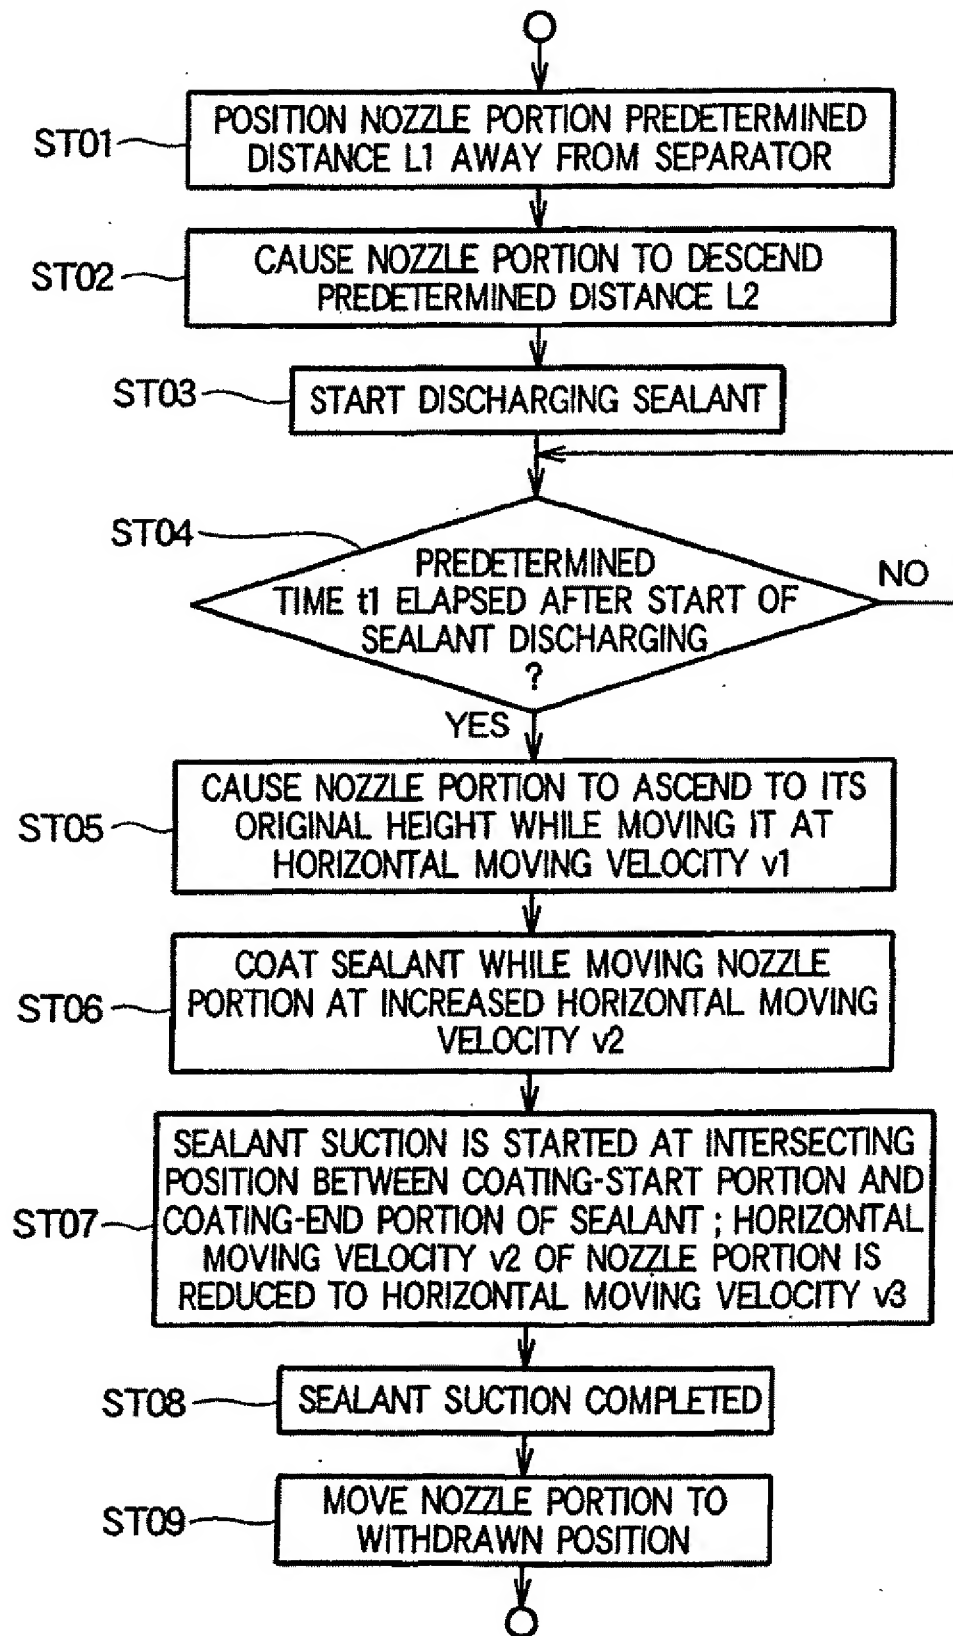 ST01
POSITION NOZZLE PORTION PREDETERMINED
DISTANCE L1 AWAY FROM SEPARATOR
ST02
CAUSE NOZZLE PORTION TO DESCEND
PREDETERMINED DISTANCE L2
ST03
START DISCHARGING SEALANT
ST04
PREDETERMINED
TIME t1 ELAPSED AFTER START OF
SEALANT DISCHARGING
?
NO
YES
ST05
CAUSE NOZZLE PORTION TO ASCEND TO ITS
ORIGINAL HEIGHT WHILE MOVING IT AT
HORIZONTAL MOVING VELOCITY v1
ST06
COAT SEALANT WHILE MOVING NOZZLE
PORTION AT INCREASED HORIZONTAL MOVING
VELOCITY v2
ST07
SEALANT SUCTION IS STARTED AT INTERSECTING
POSITION BETWEEN COATING-START PORTION AND
COATING-END PORTION OF SEALANT ; HORIZONTAL
MOVING VELOCITY v2 OF NOZZLE PORTION IS
REDUCED TO HORIZONTAL MOVING VELOCITY v3
ST08
SEALANT SUCTION COMPLETED
ST09
MOVE NOZZLE PORTION TO
WITHDRAWN POSITION